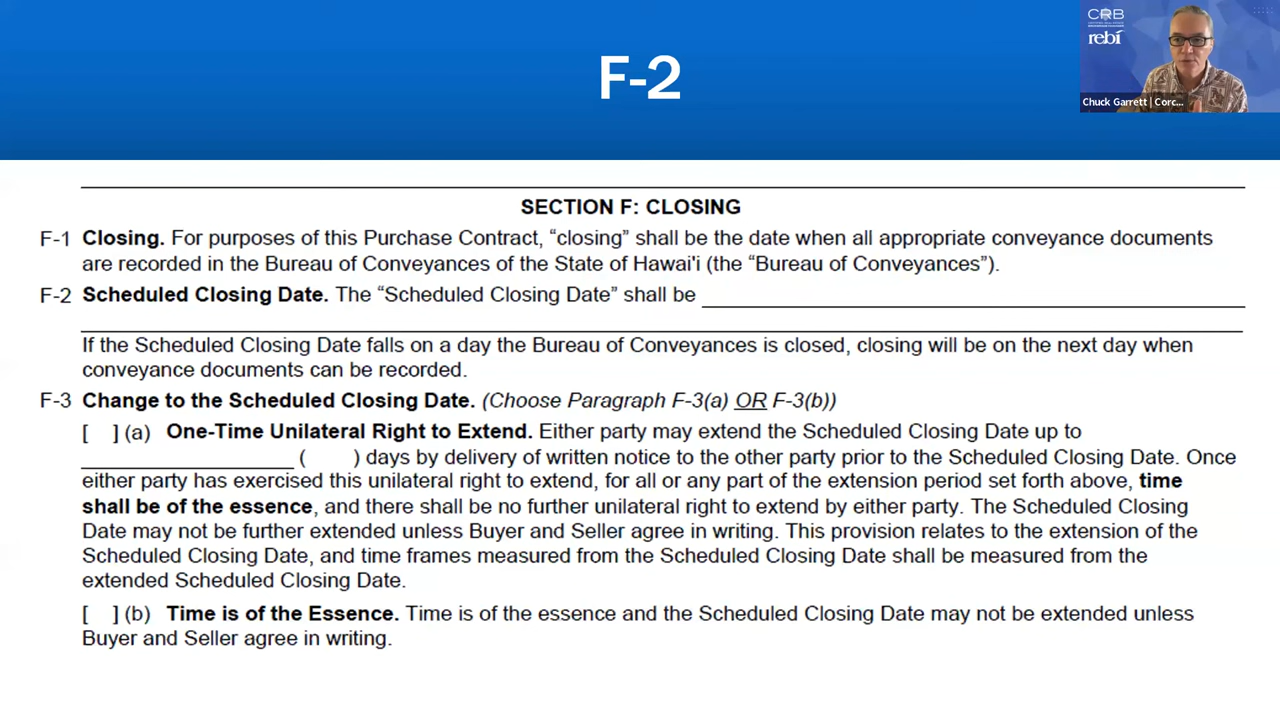 F-2
CRB
rebi
Chuck Garrett | Corc...
SECTION F: CLOSING
F-1 Closing. For purposes of this Purchase Contract, “closing” shall be the date when all appropriate conveyance documents
are recorded in the Bureau of Conveyances of the State of Hawai'i (the “Bureau of Conveyances”).
F-2 Scheduled Closing Date. The “Scheduled Closing Date” shall be
If the Scheduled Closing Date falls on a day the Bureau of Conveyances is closed, closing will be on the next day when
conveyance documents can be recorded.
F-3 Change to the Scheduled Closing Date. (Choose Paragraph F-3(a) OR F-3(b))
[ ] (a) One-Time Unilateral Right to Extend. Either party may extend the Scheduled Closing Date up to
____________________ ( ) days by delivery of written notice to the other party prior to the Scheduled Closing Date. Once
either party has exercised this unilateral right to extend, for all or any part of the extension period set forth above, time
shall be of the essence, and there shall be no further unilateral right to extend by either party. The Scheduled Closing
Date may not be further extended unless Buyer and Seller agree in writing. This provision relates to the extension of the
Scheduled Closing Date, and time frames measured from the Scheduled Closing Date shall be measured from the
extended Scheduled Closing Date.
[ ] (b) Time is of the Essence. Time is of the essence and the Scheduled Closing Date may not be extended unless
Buyer and Seller agree in writing.